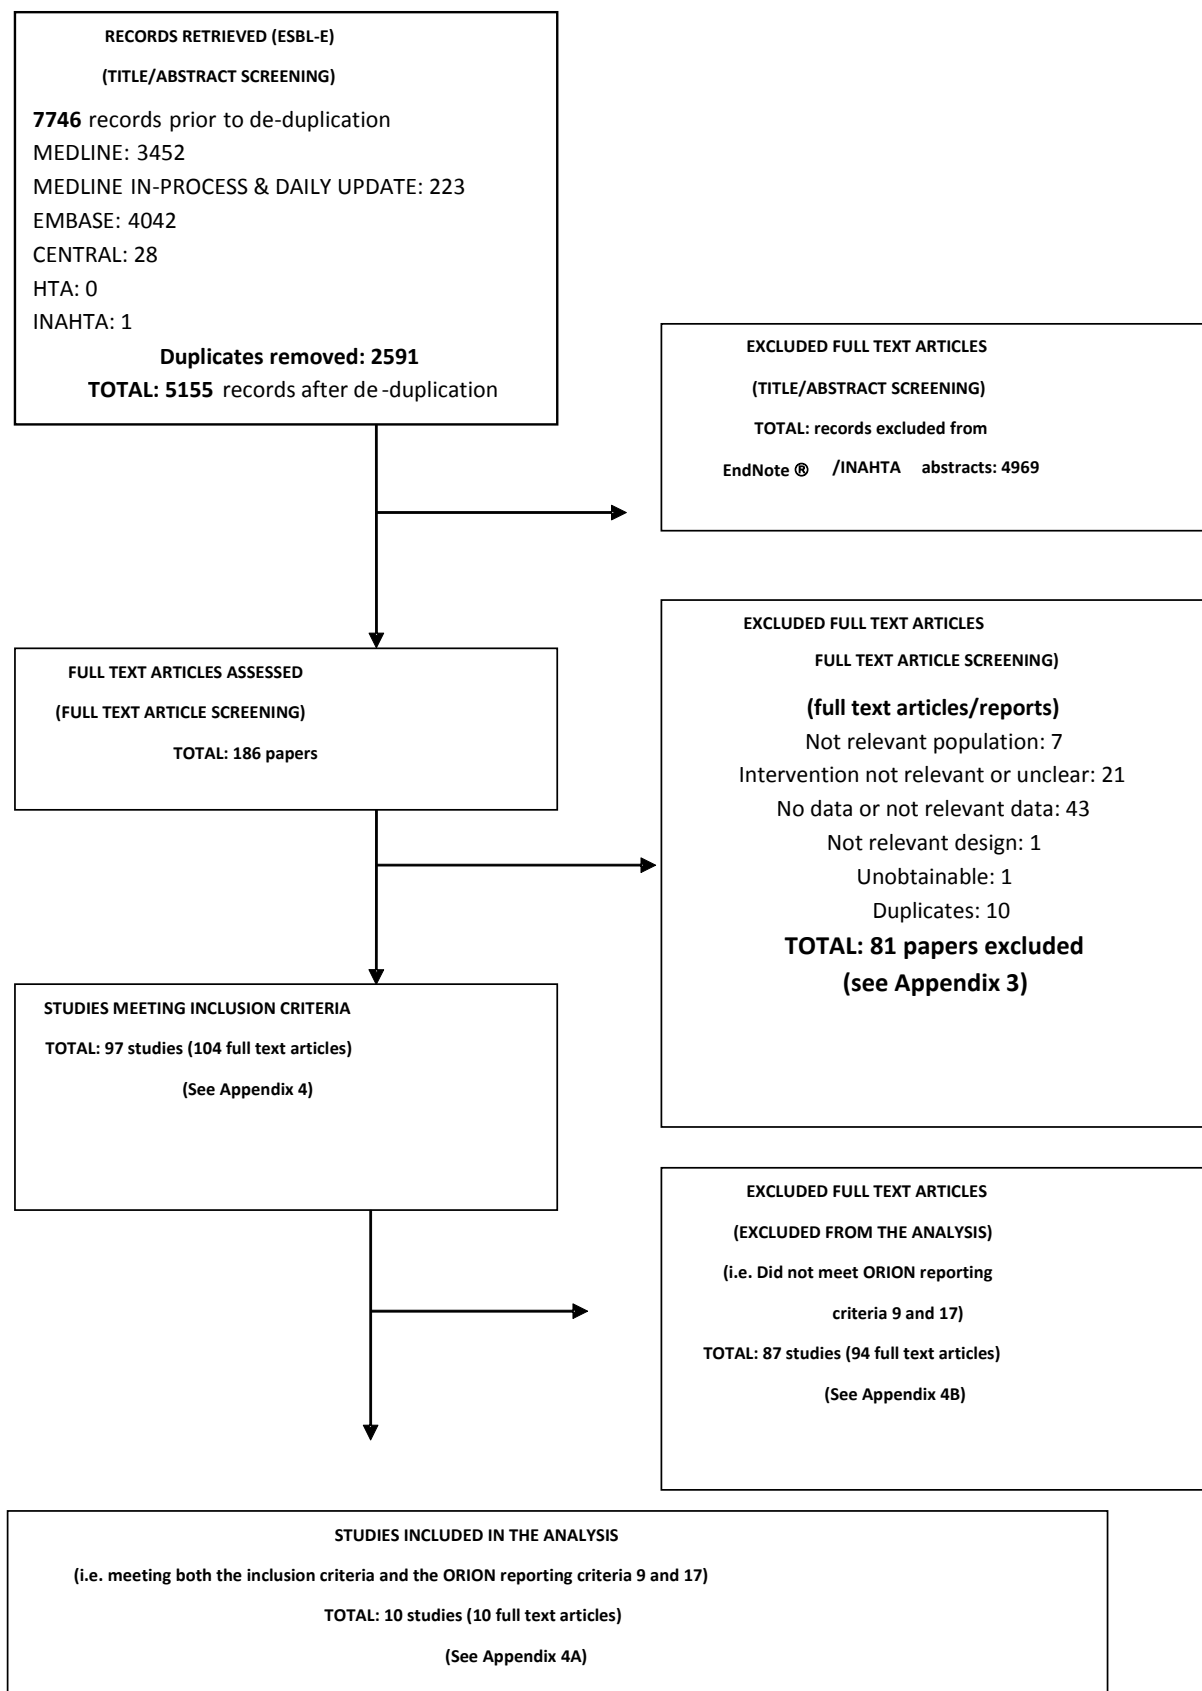 RECORDS RETRIEVED (ESBL-E)
(TITLE/ABSTRACT SCREENING)
7746 records prior to de-duplication
MEDLINE: 3452
MEDLINE IN-PROCESS & DAILY UPDATE: 223
EMBASE: 4042
CENTRAL: 28
HTA: 0
INAHTA: 1
Duplicates removed: 2591
TOTAL: 5155 records after de-duplication
EXCLUDED FULL TEXT ARTICLES
(TITLE/ABSTRACT SCREENING)
TOTAL: records excluded from
EndNote ® /INAHTA abstracts: 4969
FULL TEXT ARTICLES ASSESSED
(FULL TEXT ARTICLE SCREENING)
TOTAL: 186 papers
EXCLUDED FULL TEXT ARTICLES
FULL TEXT ARTICLE SCREENING)
(full text articles/reports)
Not relevant population: 7
Intervention not relevant or unclear: 21
No data or not relevant data: 43
Not relevant design: 1
Unobtainable: 1
Duplicates: 10
TOTAL: 81 papers excluded
(see Appendix 3)
STUDIES MEETING INCLUSION CRITERIA
TOTAL: 97 studies (104 full text articles)
(See Appendix 4)
EXCLUDED FULL TEXT ARTICLES
(EXCLUDED FROM THE ANALYSIS)
(i.e. Did not meet ORION reporting
criteria 9 and 17)
TOTAL: 87 studies (94 full text articles)
(See Appendix 4B)
STUDIES INCLUDED IN THE ANALYSIS
(i.e. meeting both the inclusion criteria and the ORION reporting criteria 9 and 17)
TOTAL: 10 studies (10 full text articles)
(See Appendix 4A)